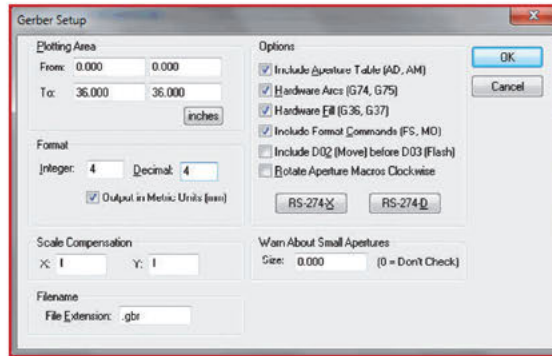 Gerber Setup
Plotting Area
From: 0.000 0.000
To: 36.000 36.000
inches
Format
Integer: 4 Decimal: 4
Output in Metric Units (mm)
Scale Compensation
X: 1 Y: 1
Filename
File Extension: .gbr
Options
Include Aperture Table (AD, AM)
Hardware Arcs (G74, G75)
Hardware Fill (G36, G37)
Include Format Commands (FS, MO)
Include D02 (Move) before D03 (Flash)
Rotate Aperture Macros Clockwise
RS-274-X RS-274-D
Warn About Small Apertures
Size: 0.000 (0 = Don't Check)
OK
Cancel